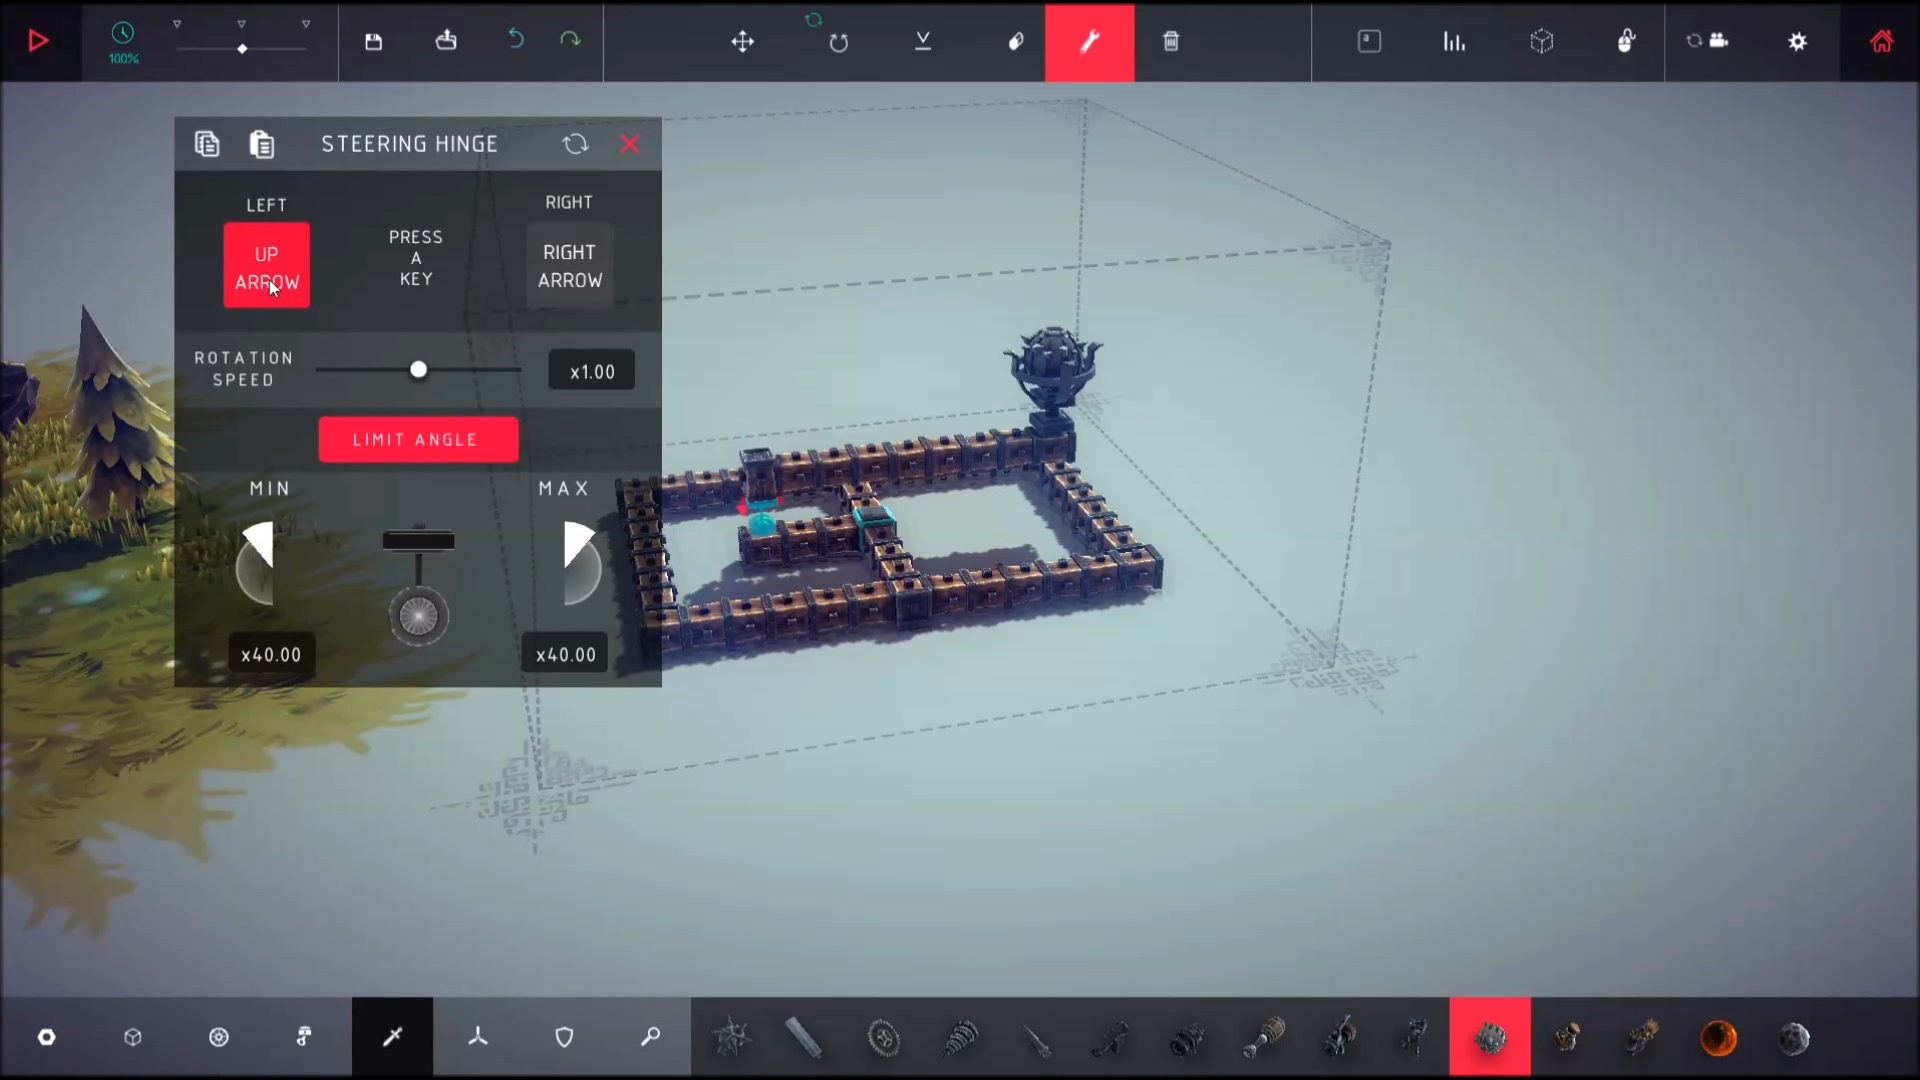 100%
STEERING HINGE
LEFT
RIGHT
UP
ARROW
PRESS
A
KEY
RIGHT
ARROW
ROTATION
SPEED
x1.00
LIMIT ANGLE
MIN
MAX
x40.00
x40.00